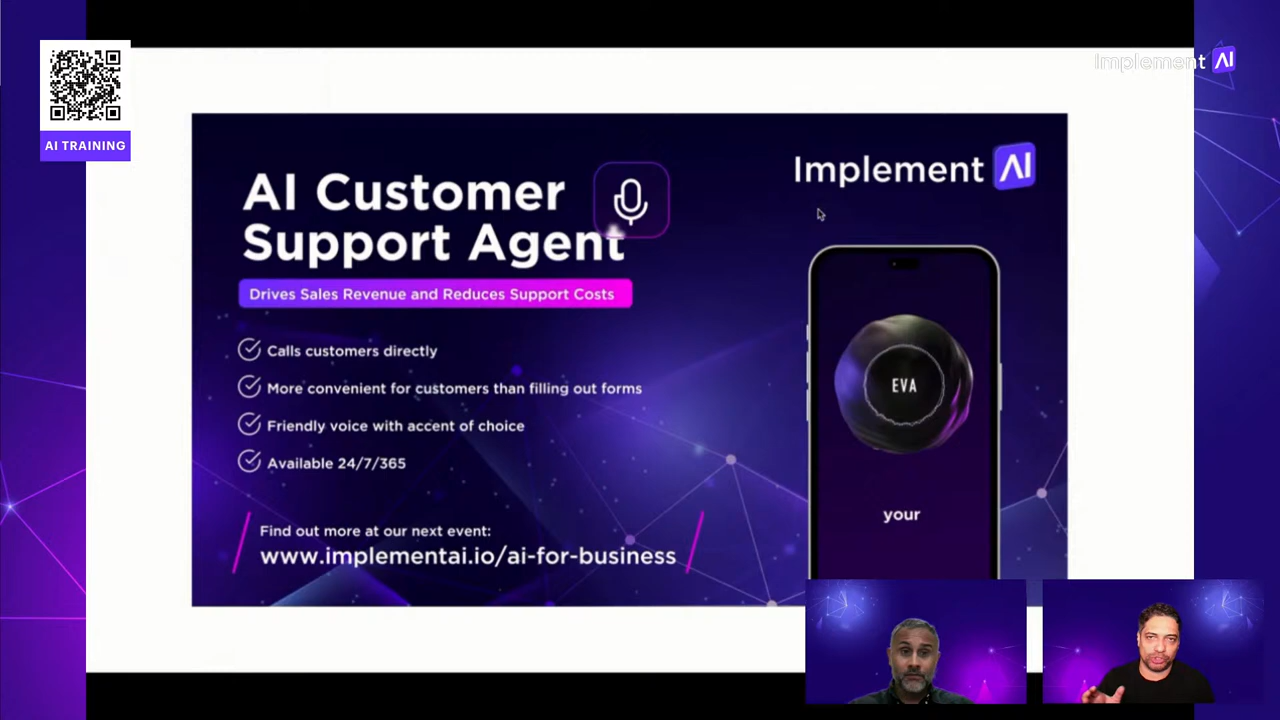 AI TRAINING
Implement AI
AI Customer
Support Agent
Implement AI
Drives Sales Revenue and Reduces Support Costs
Calls customers directly
More convenient for customers than filling out forms
Friendly voice with accent of choice
Available 24/7/365
EVA
your
Find out more at our next event:
www.implementai.io/ai-for-business